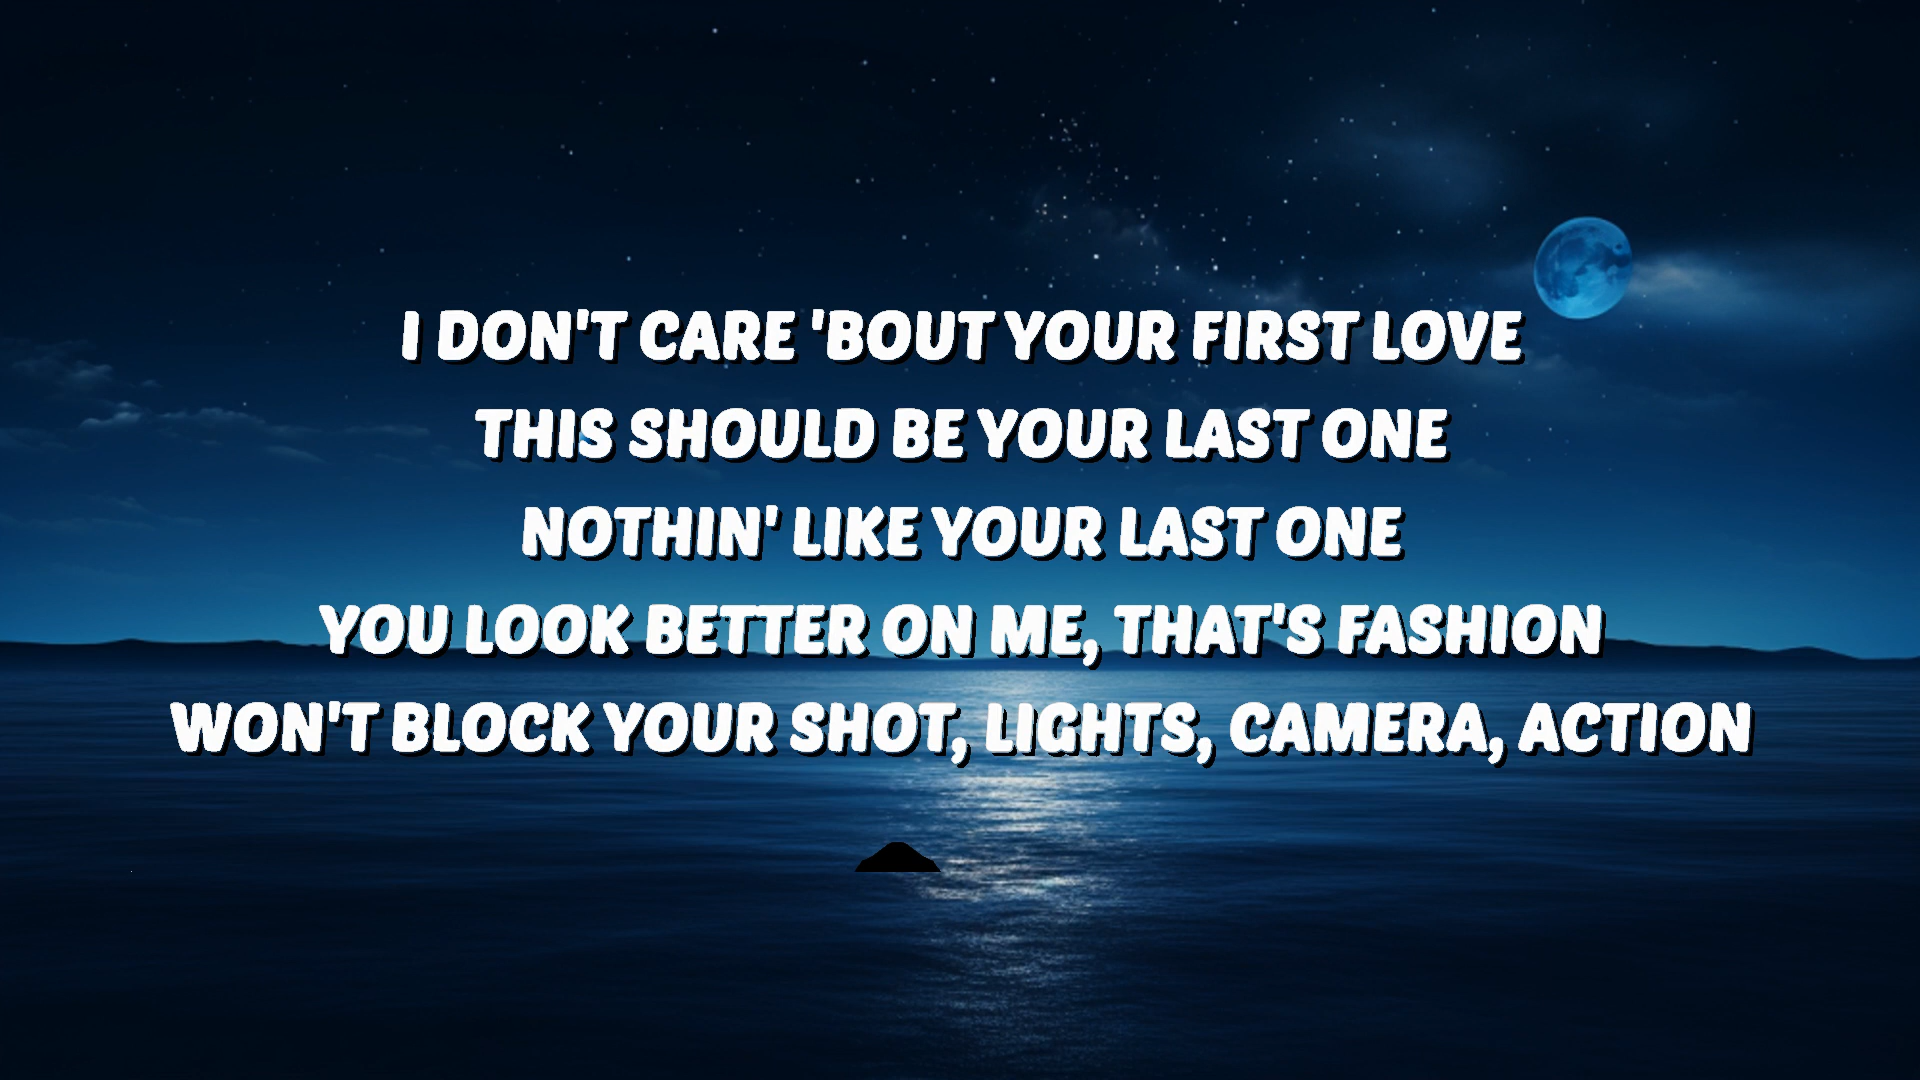 I DON'T CARE 'BOUT YOUR FIRST LOVE
THIS SHOULD BE YOUR LAST ONE
NOTHIN' LIKE YOUR LAST ONE
YOU LOOK BETTER ON ME, THAT'S FASHION
WON'T BLOCK YOUR SHOT, LIGHTS, CAMERA, ACTION